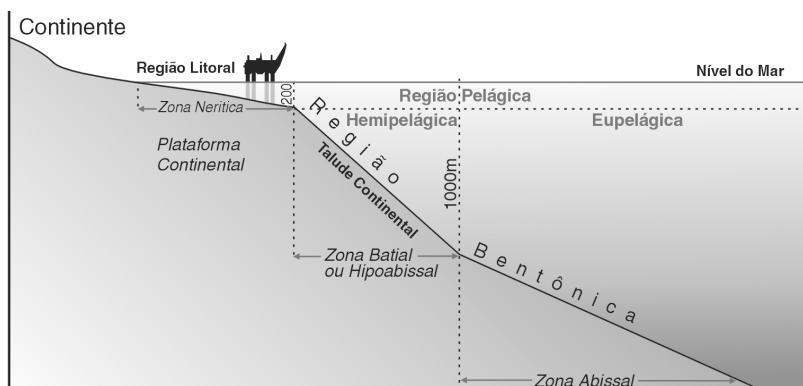 Continente
Região Litoral
Nível do Mar
200
Região Pelágica
Zona Neritica
Hemipelágica
Eupelágica
Plataforma
Continental
Região
Talude Continental
1000m
Zona Batial
ou Hipoabissal
Bentônica
Zona Abissal